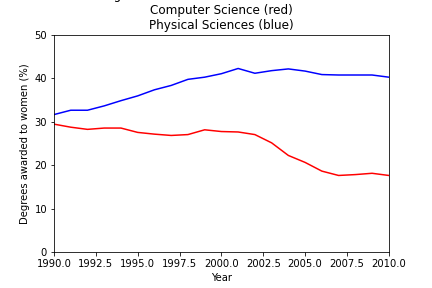 Computer Science (red)
Physical Sciences (blue)
Degrees awarded to women (%)
50
40
30
20
10
0
1990.0 1992.5 1995.0 1997.5 2000.0 2002.5 2005.0 2007.5 2010.0
Year